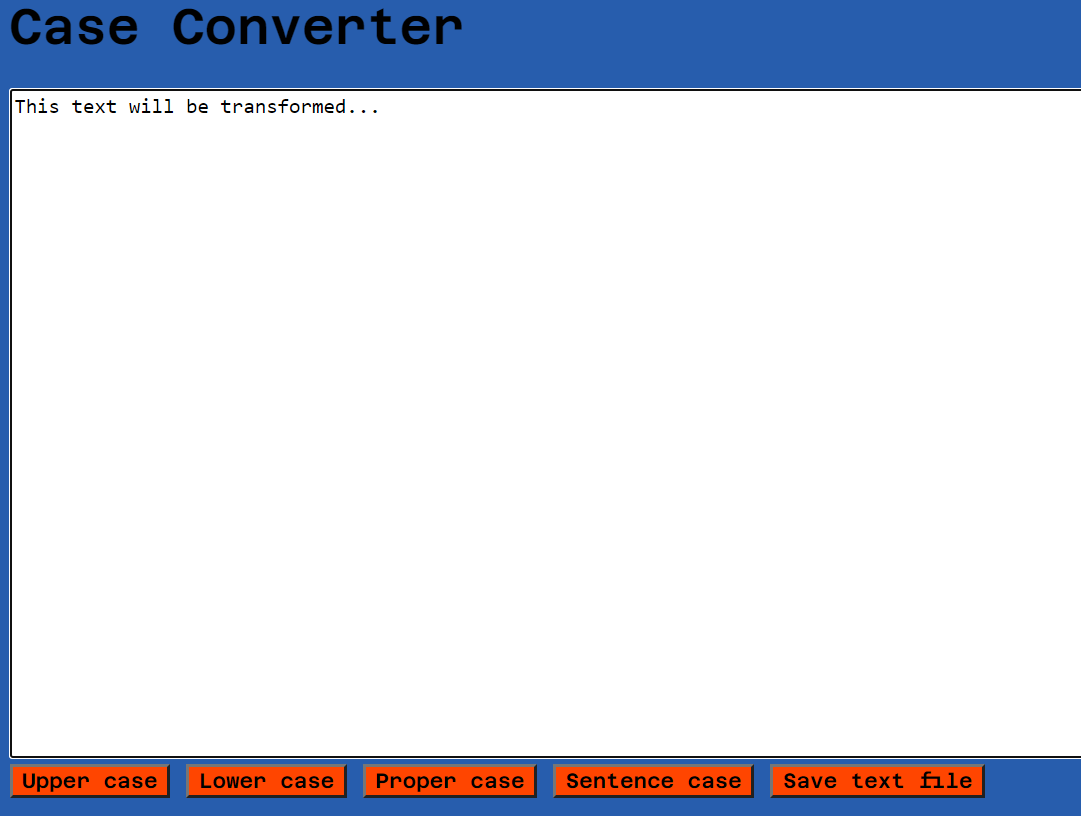 Case Converter
This text will be transformed...
Upper case Lower case Proper case Sentence case Save text file